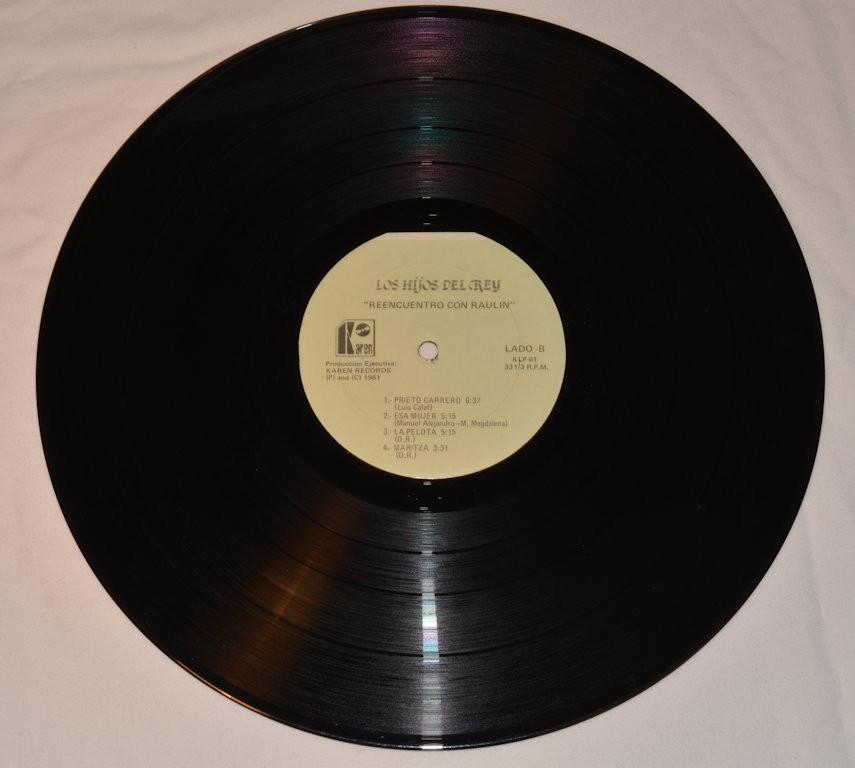 LOS HIJOS DEL REY
"REENCUENTRO CON RAULIN"
Karen
LADO -B
KLP-61
33 1/3 R.P.M.
Produccion Ejecutiva:
KAREN RECORDS
(P) and (C) 1981
1.- PRIETO CARRERO 6:37
(Luis Calaf)
2.- ESA MUJER 5:15
(Manuel Alejandro-M. Magdalena)
3.- LA PELOTA 5:15
(D.R.)
4.- MARITZA 3:31
(D.R.)